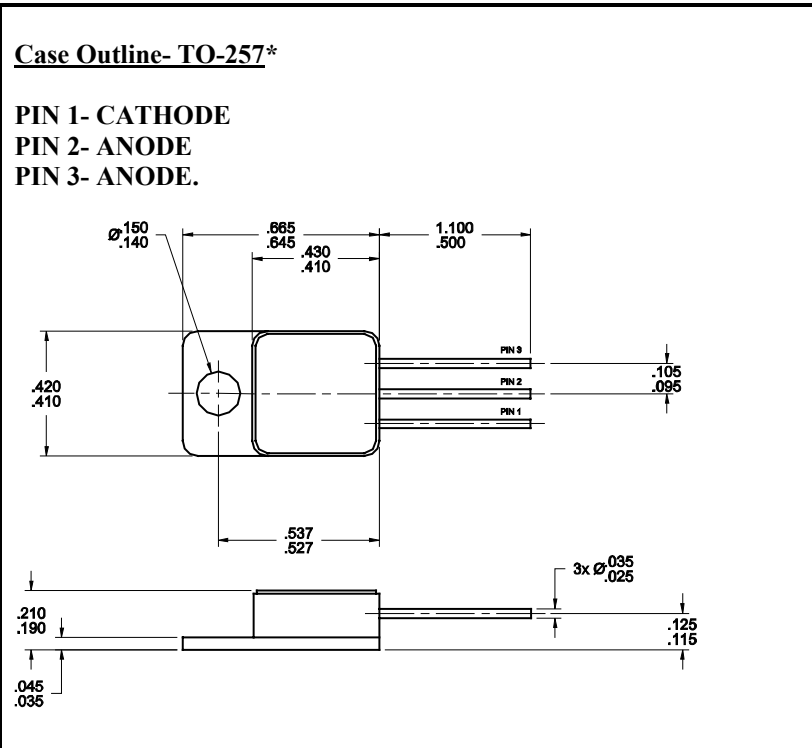 Case Outline- TO-257*
PIN 1- CATHODE
PIN 2- ANODE
PIN 3- ANODE.
Ø.150
.140
.665
.645
1.100
.500
.430
.410
PIN 3
PIN 2
PIN 1
.105
.095
.420
.410
.537
.527
3x Ø.035
.025
.210
.190
.125
.115
.045
.035